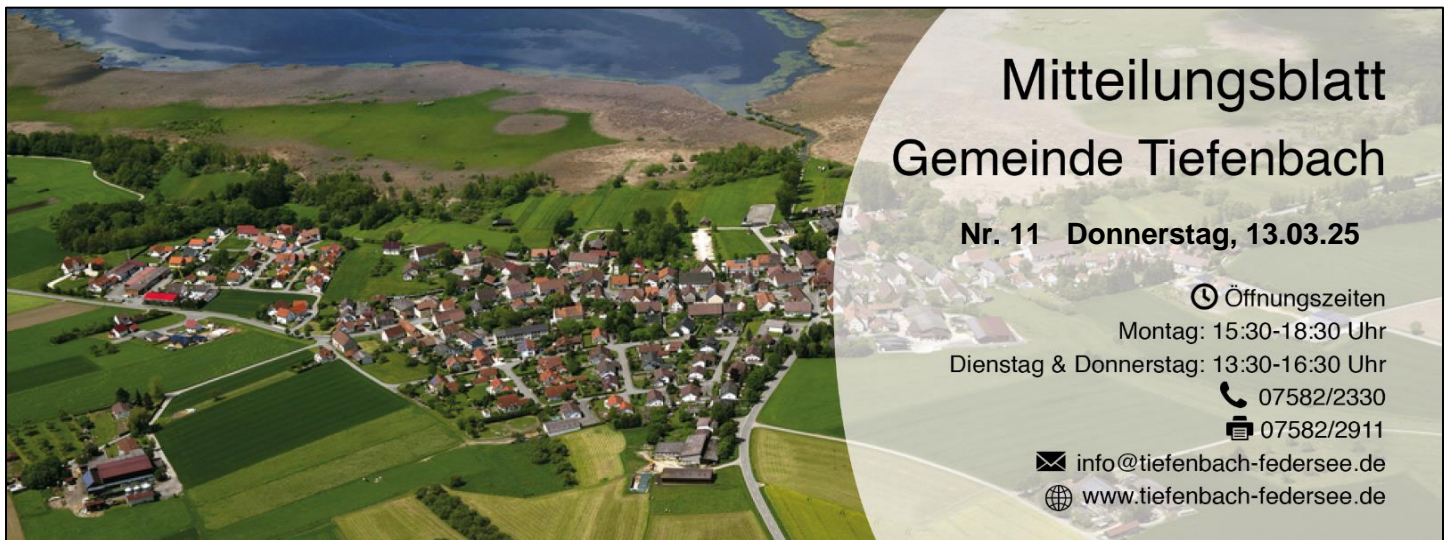 Mitteilungsblatt
Gemeinde Tiefenbach
Nr. 11 Donnerstag, 13.03.25
Öffnungszeiten
Montag: 15:30-18:30 Uhr
Dienstag & Donnerstag: 13:30-16:30 Uhr
07582/2330
07582/2911
info@tiefenbach-federsee.de
www.tiefenbach-federsee.de